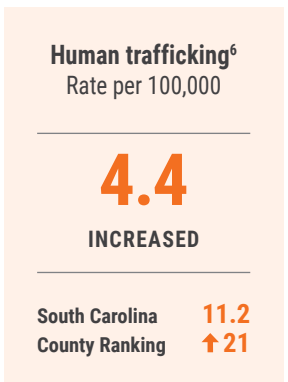 Human trafficking⁶
Rate per 100,000
4.4
INCREASED
South Carolina 11.2
County Ranking ↑21